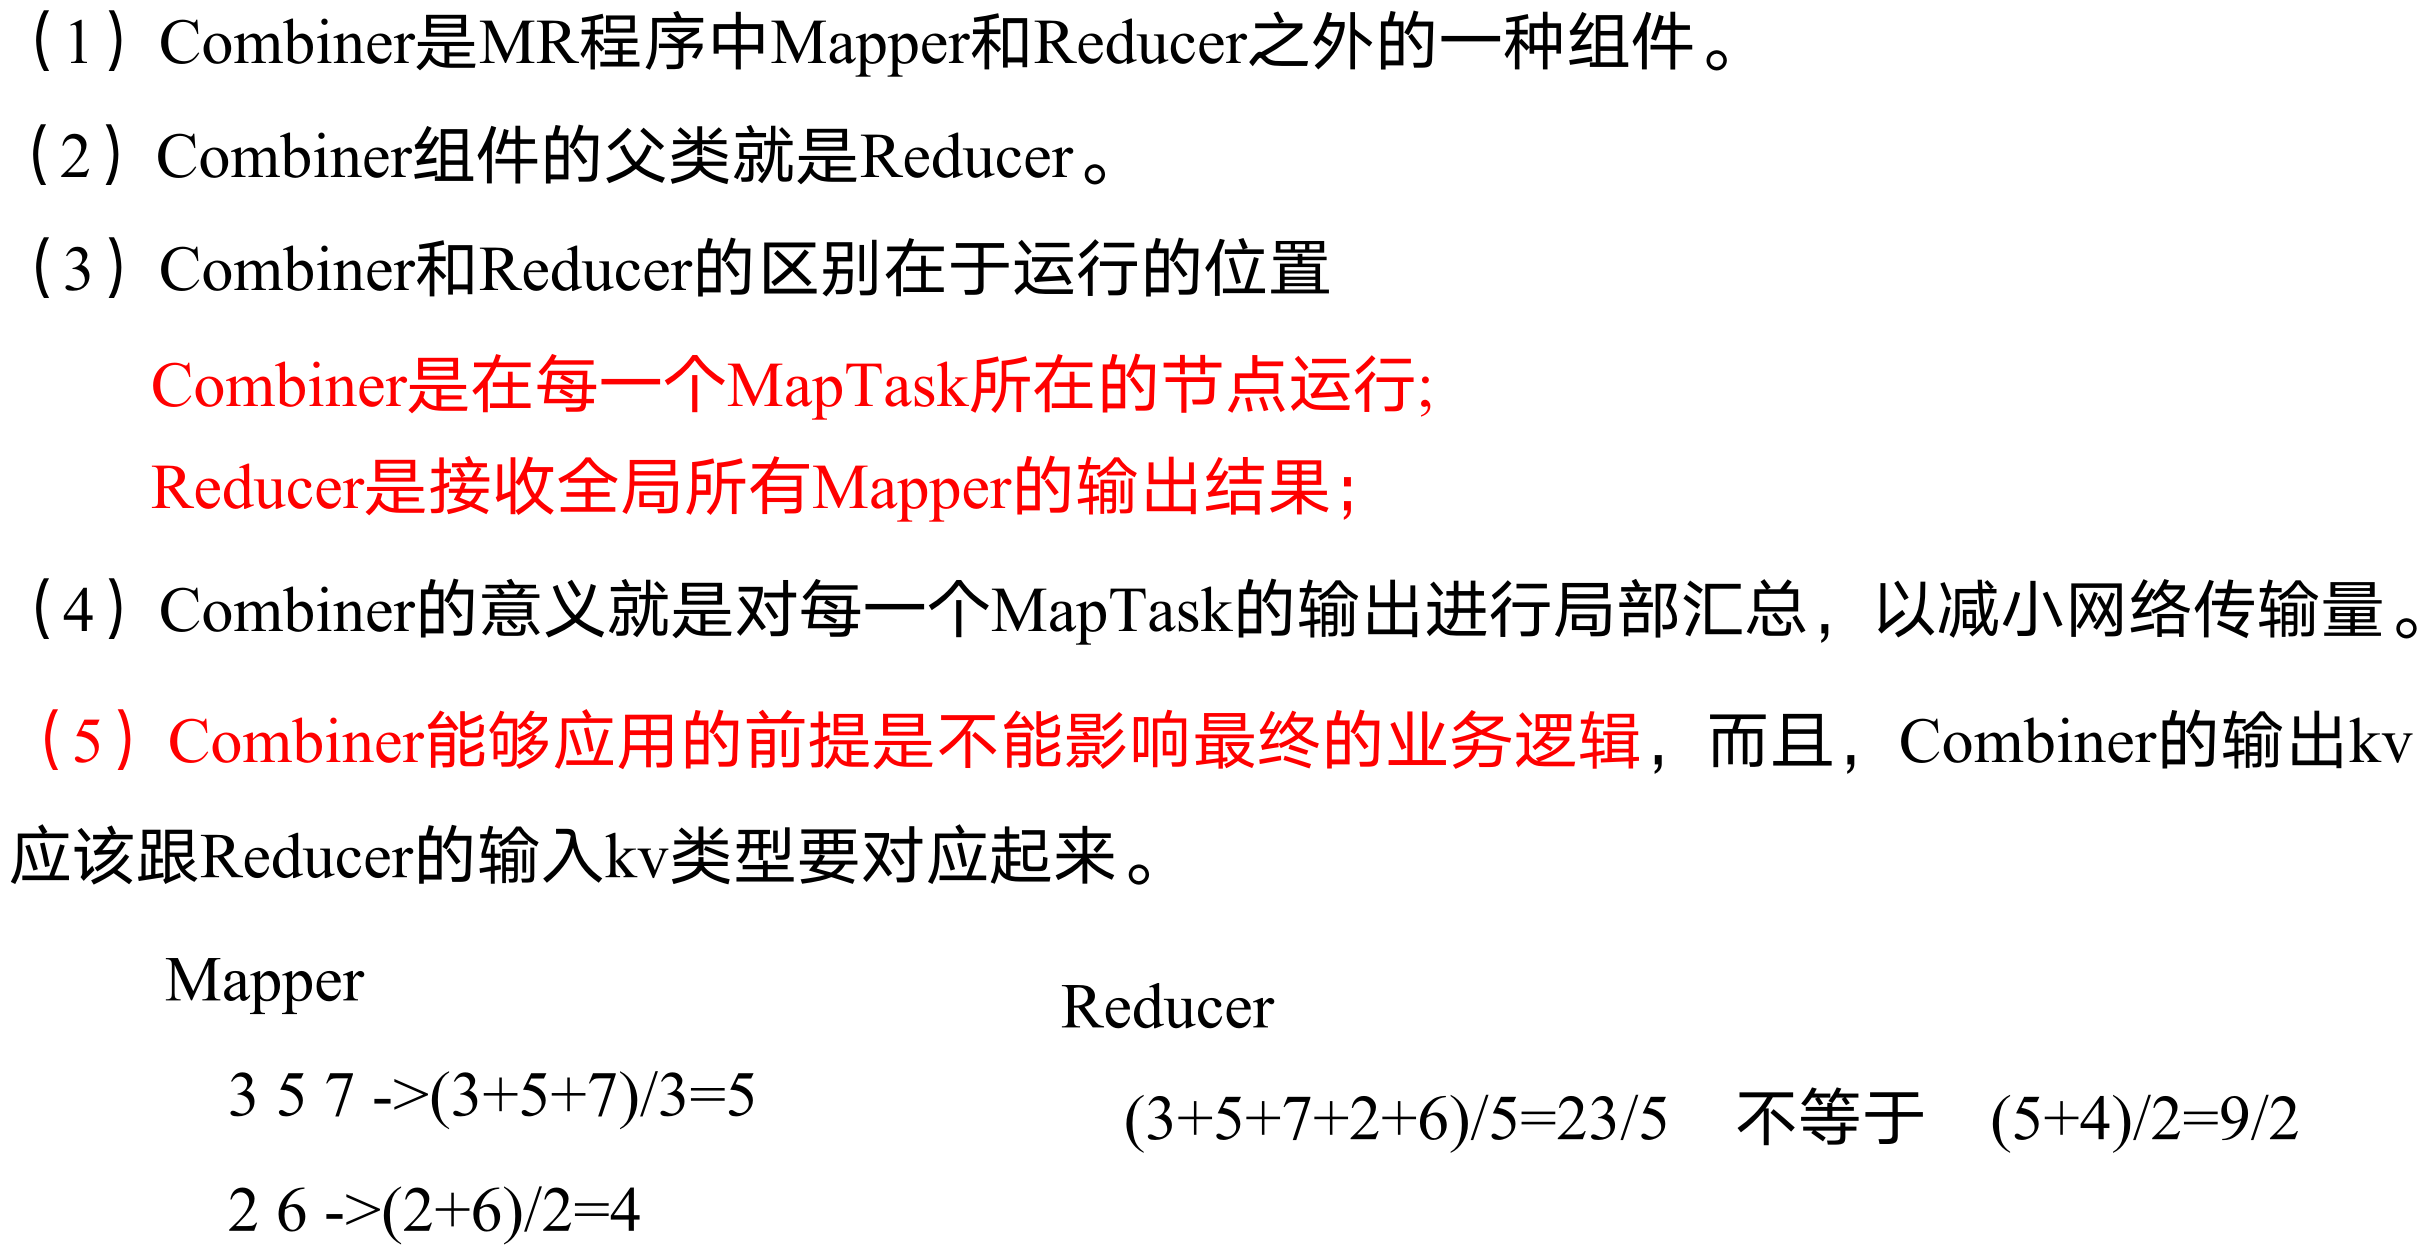 （1）Combiner是MR程序中Mapper和Reducer之外的一种组件。
（2）Combiner组件的父类就是Reducer。
（3）Combiner和Reducer的区别在于运行的位置
Combiner是在每一个MapTask所在的节点运行;
Reducer是接收全局所有Mapper的输出结果；
（4）Combiner的意义就是对每一个MapTask的输出进行局部汇总，以减小网络传输量。
（5）Combiner能够应用的前提是不能影响最终的业务逻辑，而且，Combiner的输出kv
应该跟Reducer的输入kv类型要对应起来。
Mapper
Reducer
3 5 7 ->(3+5+7)/3=5
(3+5+7+2+6)/5=23/5 不等于 (5+4)/2=9/2
2 6 ->(2+6)/2=4